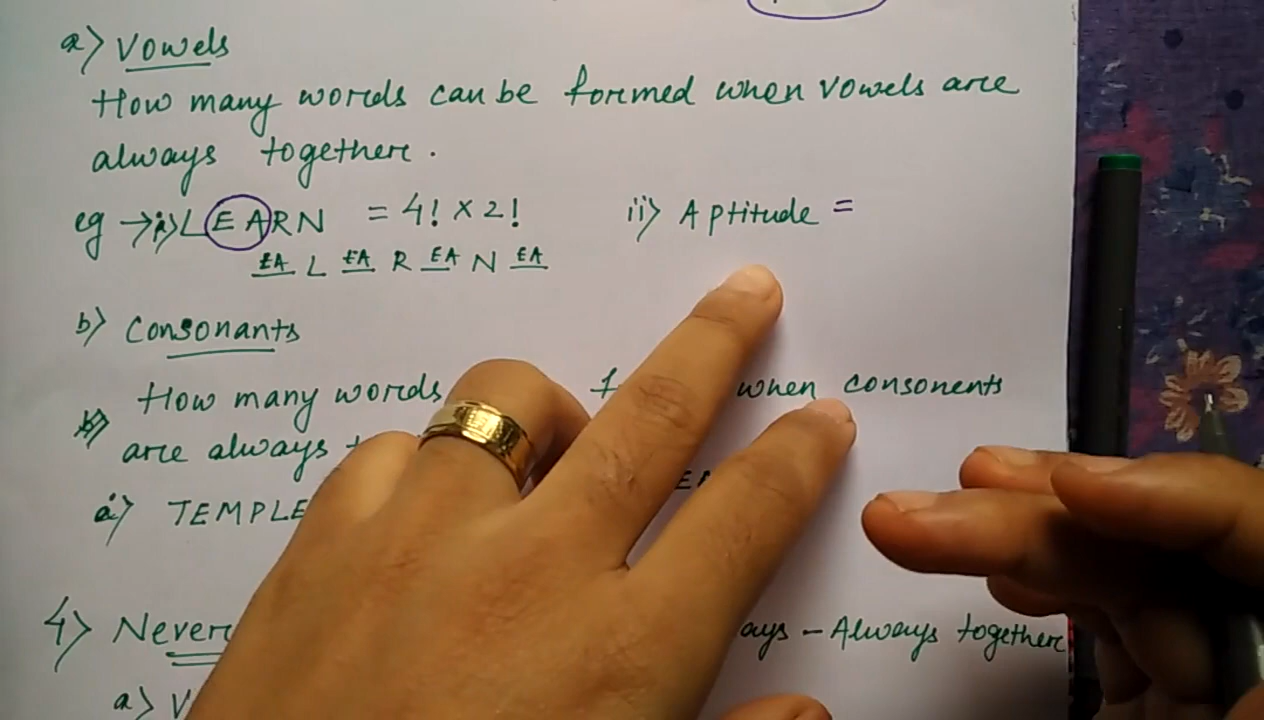 a) Vowels
How many words can be formed when vowels are
always together.
eg → i) LEARN = 4! × 2!
EA L EA R EA N EA
ii) Aptitude =
b) Consonants
How many words when consonents
are always
i) TEMPLE
4) Never ays - Always together
a) V